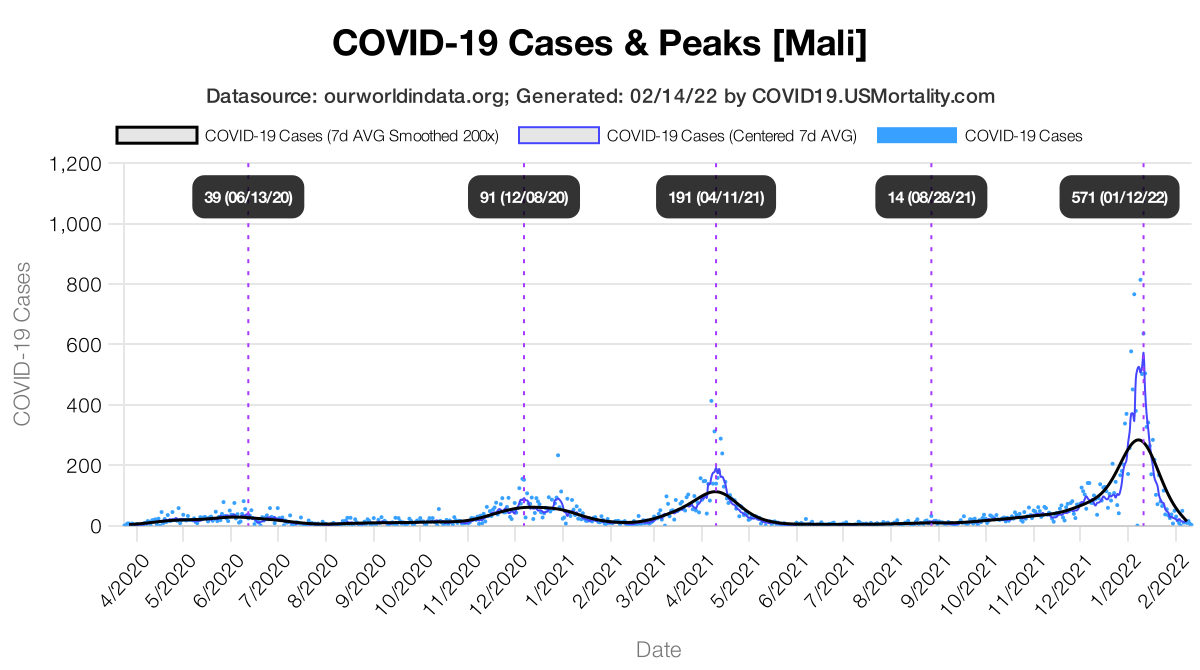 COVID-19 Cases & Peaks [Mali]
Datasource: ourworldindata.org; Generated: 02/14/22 by COVID19.USMortality.com
COVID-19 Cases (7d AVG Smoothed 200x) COVID-19 Cases (Centered 7d AVG) COVID-19 Cases
1,200
39 (06/13/20) 91 (12/08/20) 191 (04/11/21) 14 (08/28/21) 571 (01/12/22)
1,000
800
600
400
200
0
COVID-19 Cases
4/2020 5/2020 6/2020 7/2020 8/2020 9/2020 10/2020 11/2020 12/2020 1/2021 2/2021 3/2021 4/2021 5/2021 6/2021 7/2021 8/2021 9/2021 10/2021 11/2021 12/2021 1/2022 2/2022
Date